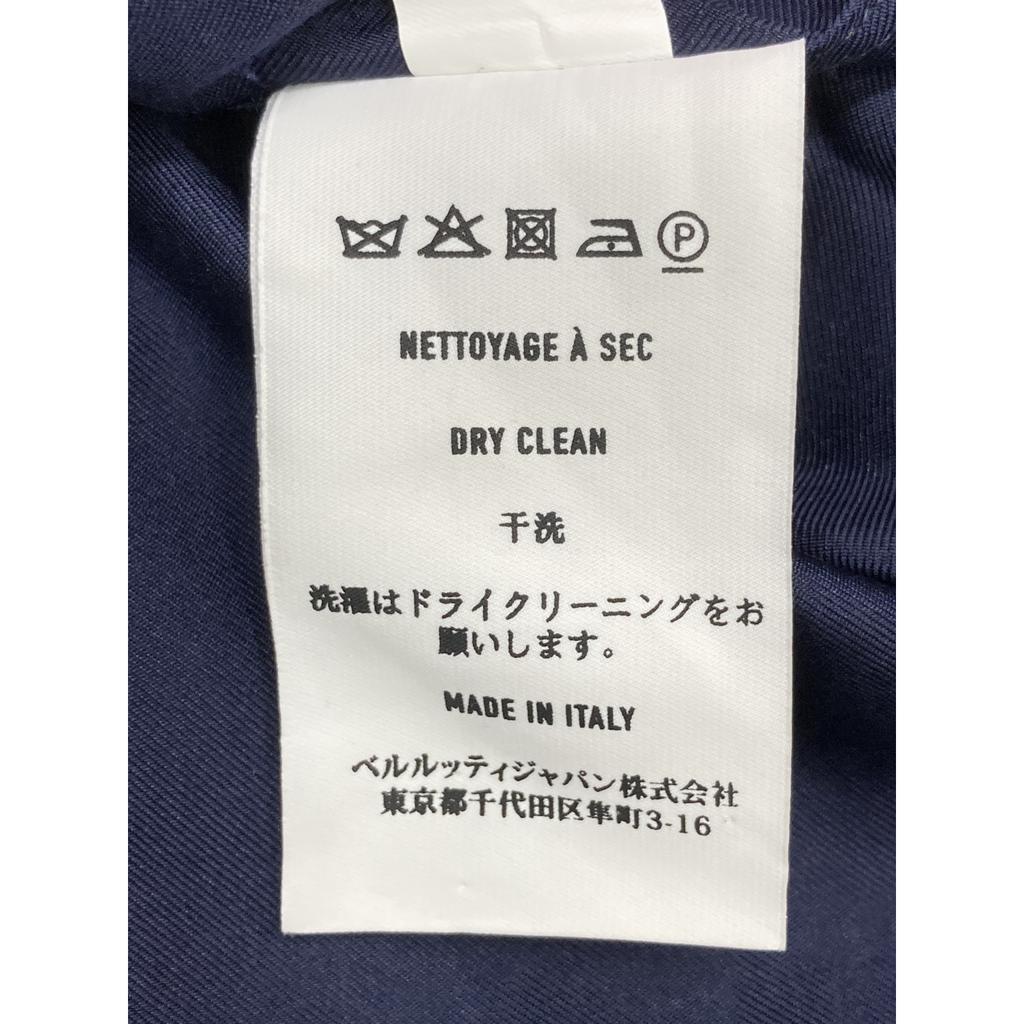 P
NETTOYAGE À SEC
DRY CLEAN
干洗
洗濯はドライクリーニングをお
願いします。
MADE IN ITALY
ベルルッティジャパン株式会社
東京都千代田区隼町3-16